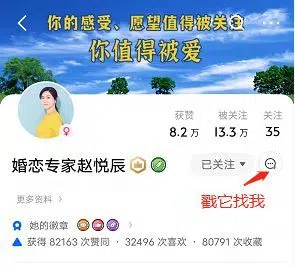 你的感受、愿望值得被关注
你值得被爱
获赞 被关注 关注
8.2 万 13.3 万 35
婚恋专家赵悦辰 已关注
更多资料 >
戳它找我
她的徽章
获得 82163 次赞同 · 32496 次喜欢 · 80791 次收藏